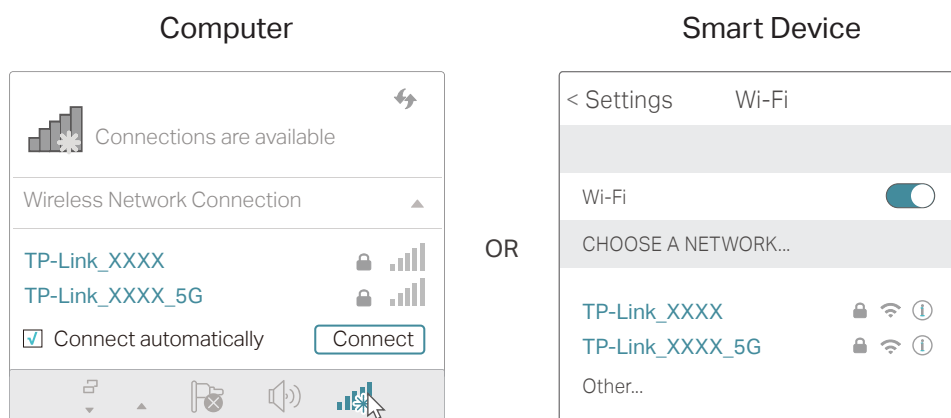 Computer
Connections are available
Wireless Network Connection
TP-Link_XXXX
TP-Link_XXXX_5G
Connect automatically
Connect
OR
Smart Device
< Settings
Wi-Fi
Wi-Fi
CHOOSE A NETWORK...
TP-Link_XXXX
TP-Link_XXXX_5G
Other...